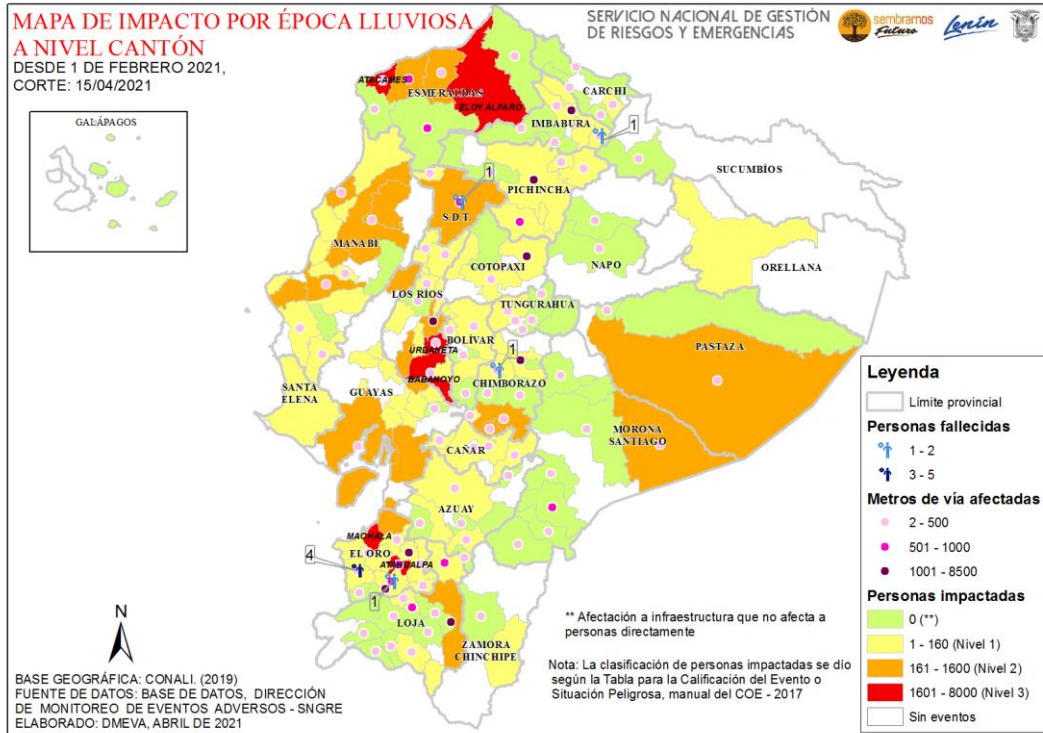 MAPA DE IMPACTO POR ÉPOCA LLUVIOSA
A NIVEL CANTÓN
DESDE 1 DE FEBRERO 2021,
CORTE: 15/04/2021
SERVICIO NACIONAL DE GESTIÓN
DE RIESGOS Y EMERGENCIAS
sembramos
Futuro
Lenín
GALÁPAGOS
ATACAMES
ESMERALDAS
ELOY ALFARO
CARCHI
IMBABURA
1
SUCUMBÍOS
1
PICHINCHA
S.D.T.
MANABÍ
COTOPAXI
NAPO
ORELLANA
LOS RÍOS
TUNGURAHUA
BOLÍVAR
1
URDANETA
PASTAZA
BABAHOYO
CHIMBORAZO
SANTA
ELENA
GUAYAS
MORONA
SANTIAGO
CAÑAR
AZUAY
MACHALA
EL ORO
4
ATAHUALPA
1
LOJA
ZAMORA
CHINCHIPE
N
Leyenda
Límite provincial
Personas fallecidas
1 - 2
3 - 5
Metros de vía afectadas
2 - 500
501 - 1000
1001 - 8500
Personas impactadas
0 (**)
1 - 160 (Nivel 1)
161 - 1600 (Nivel 2)
1601 - 8000 (Nivel 3)
Sin eventos
** Afectación a infraestructura que no afecta a
personas directamente
Nota: La clasificación de personas impactadas se dío
según la Tabla para la Calificación del Evento o
Situación Peligrosa, manual del COE - 2017
BASE GEOGRÁFICA: CONALI. (2019)
FUENTE DE DATOS: BASE DE DATOS, DIRECCIÓN
DE MONITOREO DE EVENTOS ADVERSOS - SNGRE
ELABORADO: DMEVA, ABRIL DE 2021